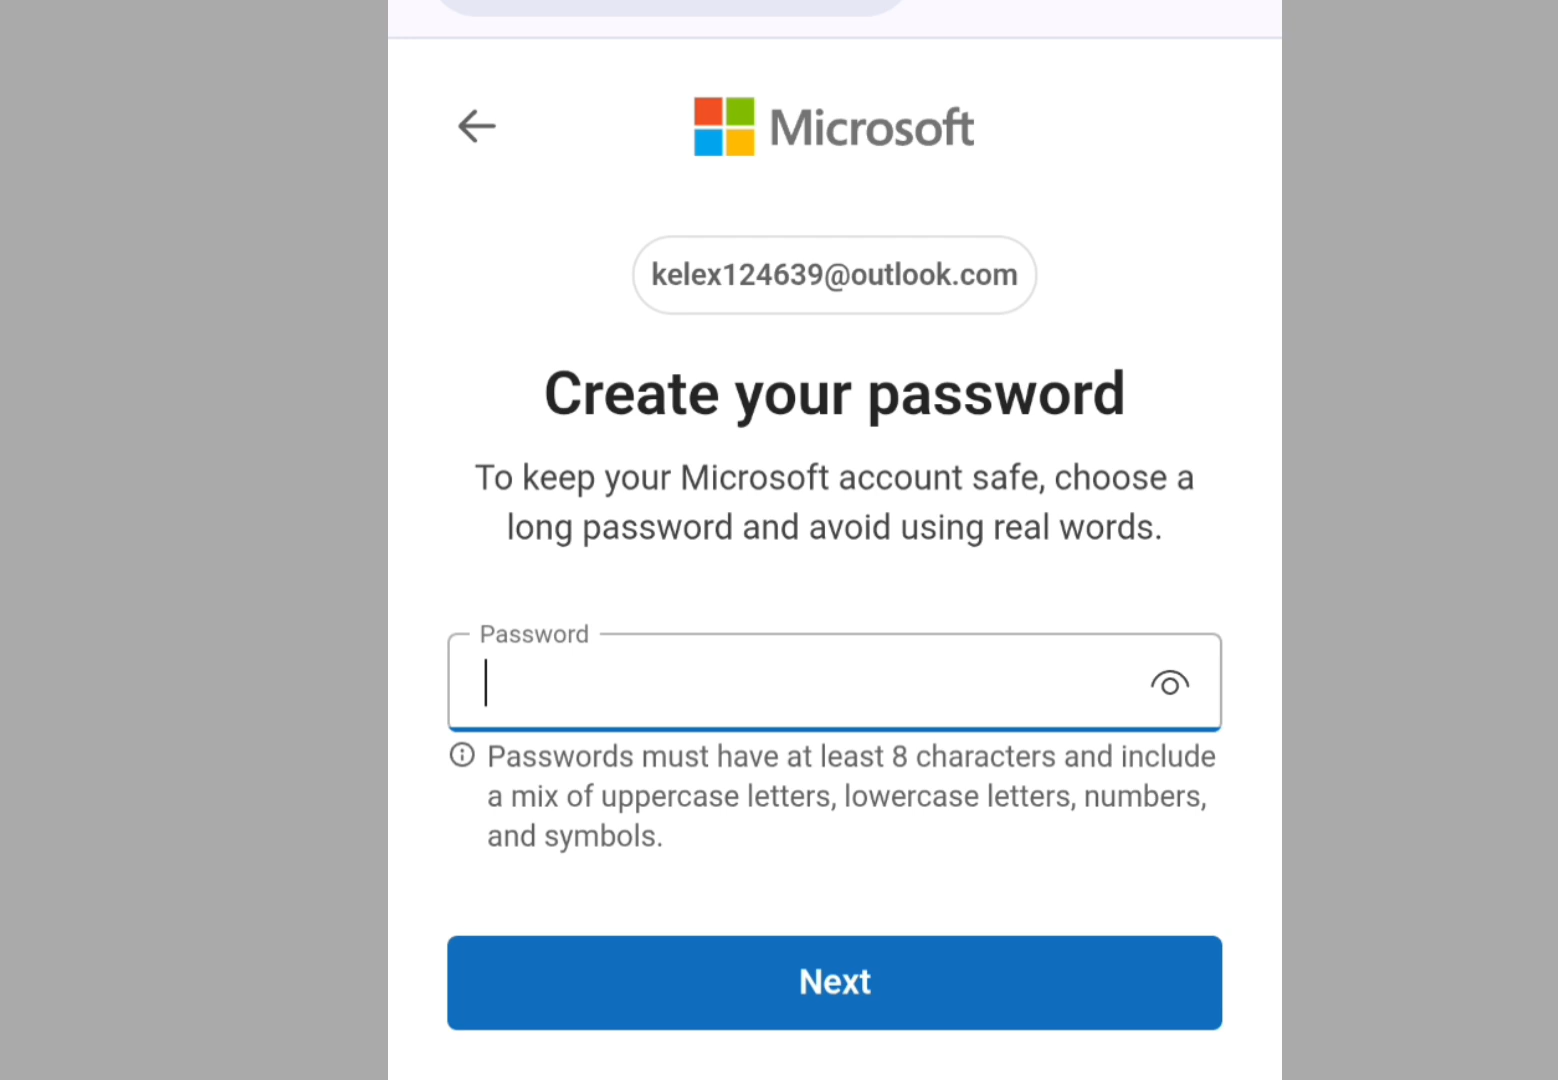 Microsoft
kelex124639@outlook.com
Create your password
To keep your Microsoft account safe, choose a
long password and avoid using real words.
Password
Passwords must have at least 8 characters and include
a mix of uppercase letters, lowercase letters, numbers,
and symbols.
Next